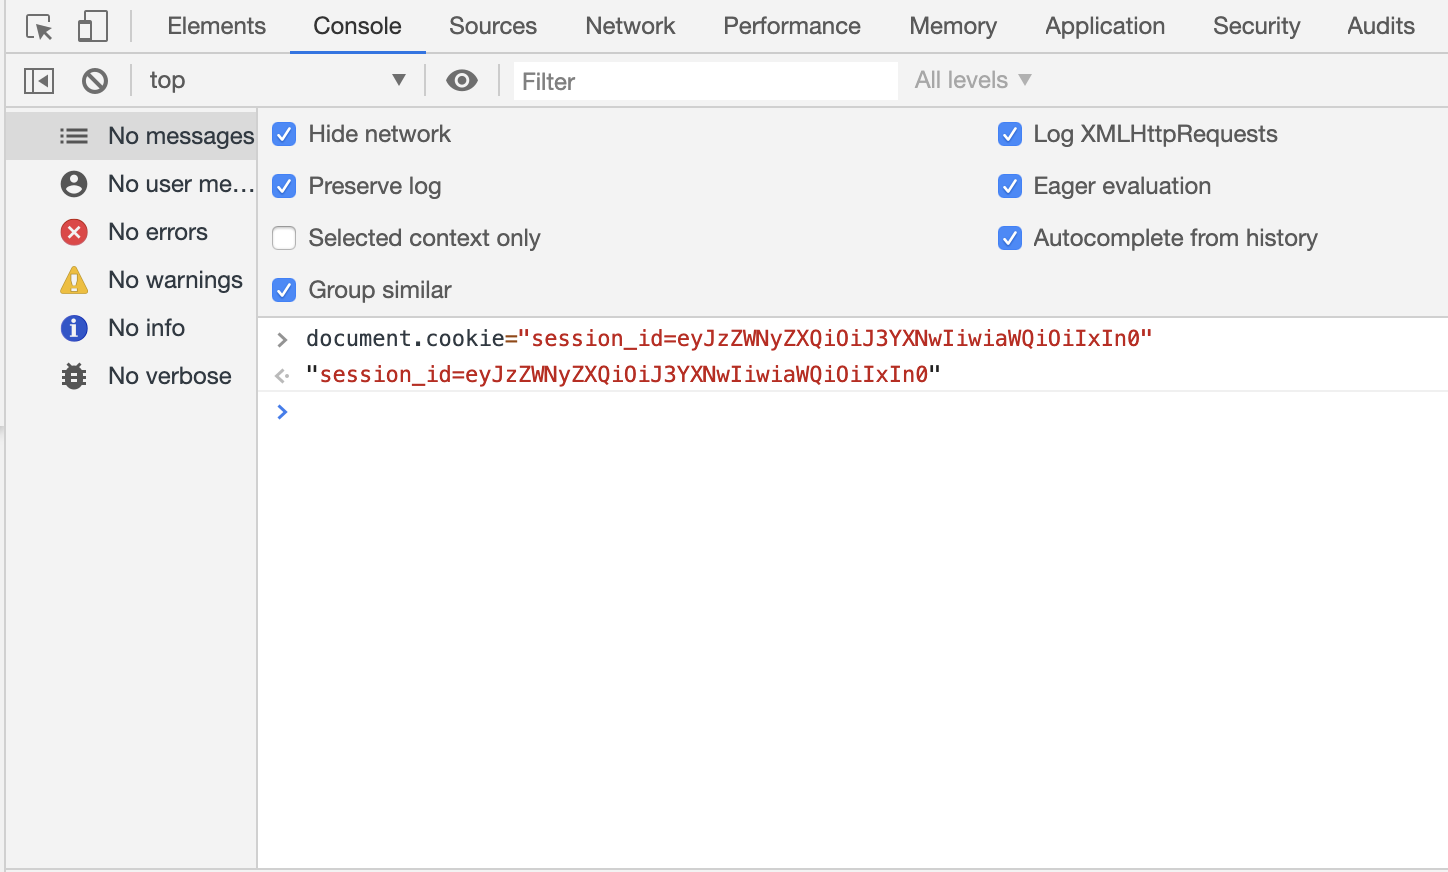 Elements Console Sources Network Performance Memory Application Security Audits
top Filter All levels
No messages
No user me...
No errors
No warnings
No info
No verbose
Hide network Log XMLHttpRequests
Preserve log Eager evaluation
Selected context only Autocomplete from history
Group similar
> document.cookie="session_id=eyJzZWNyZXQiOiJ3YXNwIiwiaWQiOiIxIn0"
"session_id=eyJzZWNyZXQiOiJ3YXNwIiwiaWQiOiIxIn0"
>